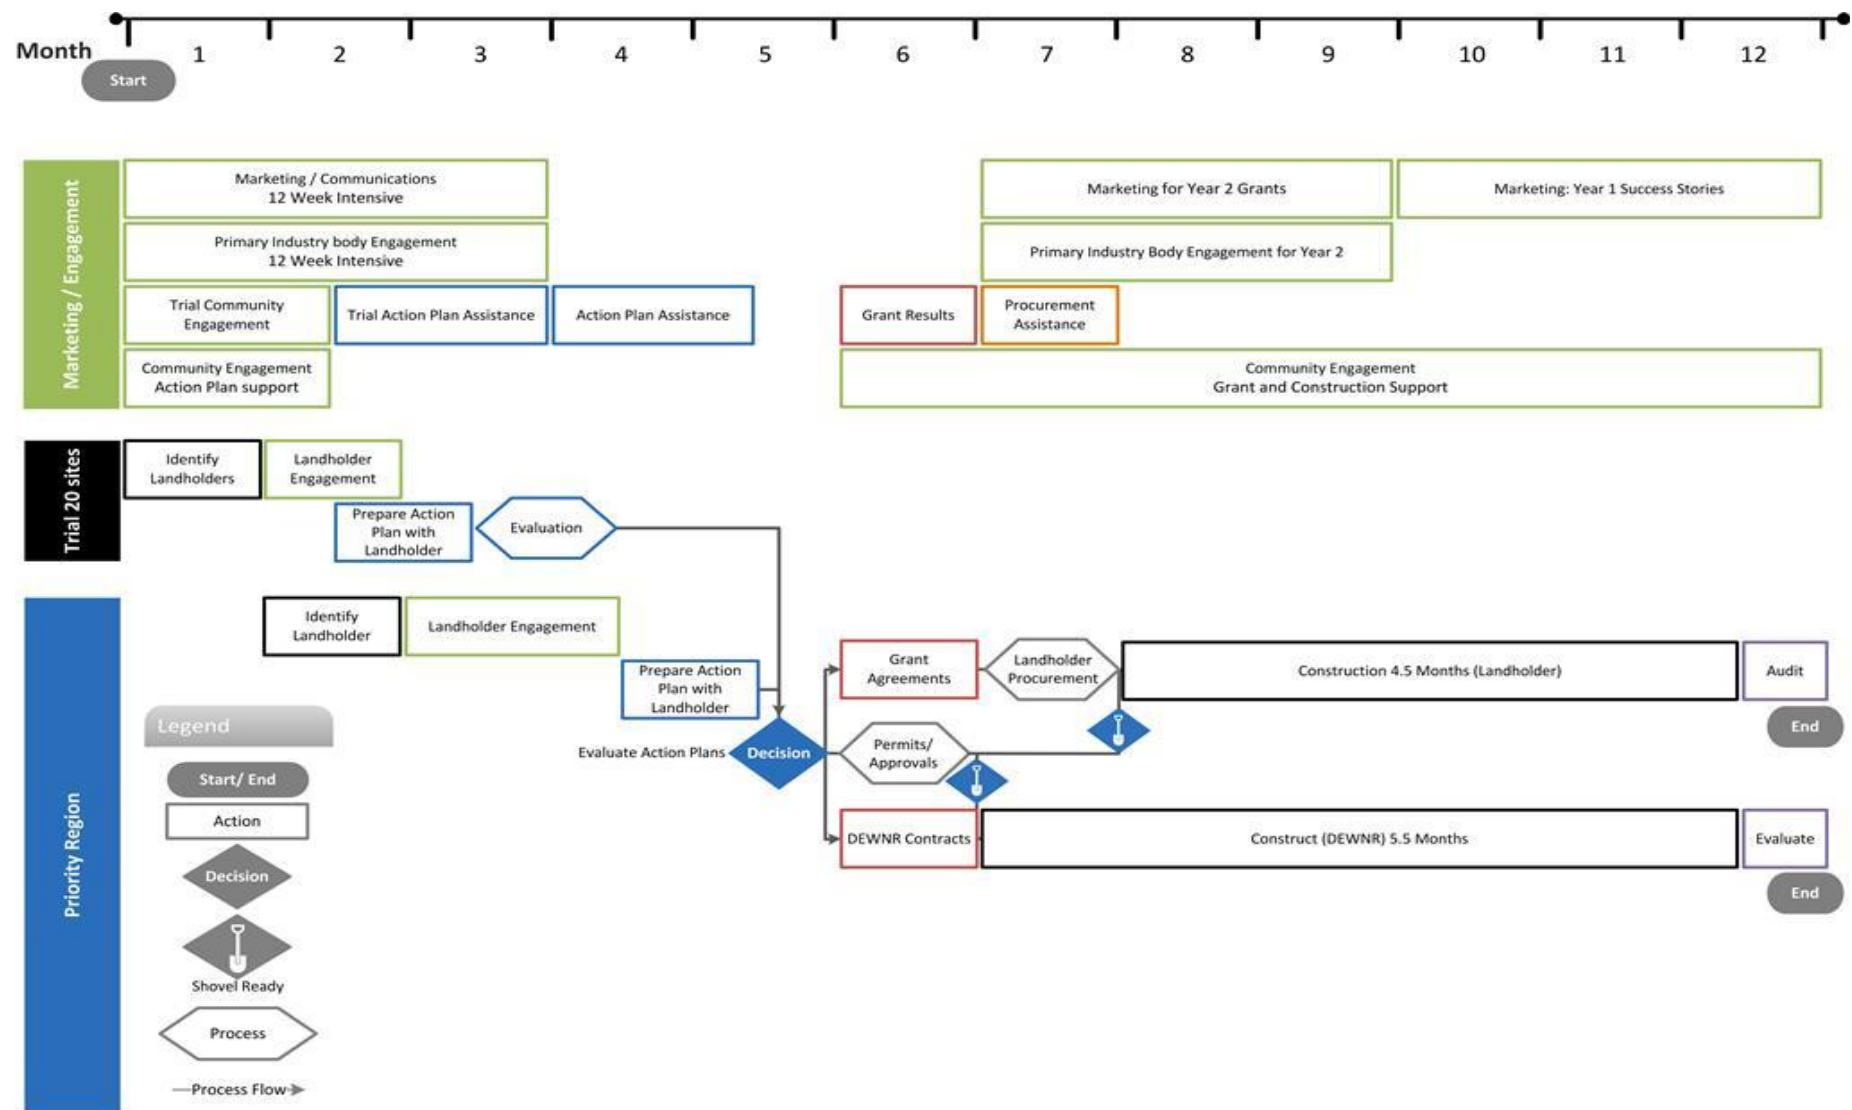 Month
1 2 3 4 5 6 7 8 9 10 11 12
Start
Marketing / Engagement
Marketing / Communications
12 Week Intensive
Marketing for Year 2 Grants
Marketing: Year 1 Success Stories
Primary Industry body Engagement
12 Week Intensive
Primary Industry Body Engagement for Year 2
Trial Community
Engagement
Trial Action Plan Assistance
Action Plan Assistance
Grant Results
Procurement
Assistance
Community Engagement
Action Plan support
Community Engagement
Grant and Construction Support
Trial 20 sites
Identify
Landholders
Landholder
Engagement
Prepare Action
Plan with
Landholder
Evaluation
Priority Region
Identify
Landholder
Landholder Engagement
Prepare Action
Plan with
Landholder
Evaluate Action Plans
Decision
Grant
Agreements
Landholder
Procurement
Construction 4.5 Months (Landholder)
Audit
End
Permits/
Approvals
DEWNR Contracts
Construct (DEWNR) 5.5 Months
Evaluate
End
Legend
Start/ End
Action
Decision
Shovel Ready
Process
Process Flow